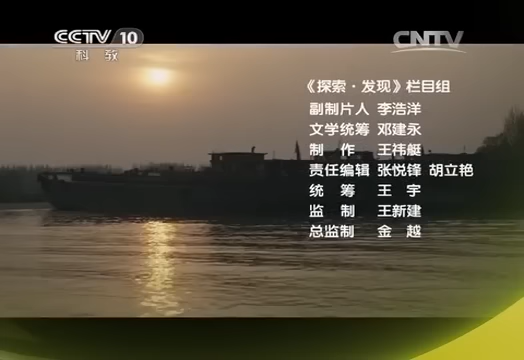 CCTV 10
科教
CNTV
《探索·发现》栏目组
副制片人 李浩洋
文学统筹 邓建永
制 作 王祎艇
责任编辑 张悦锋 胡立艳
统 筹 王 宇
监 制 王新建
总监制 金 越